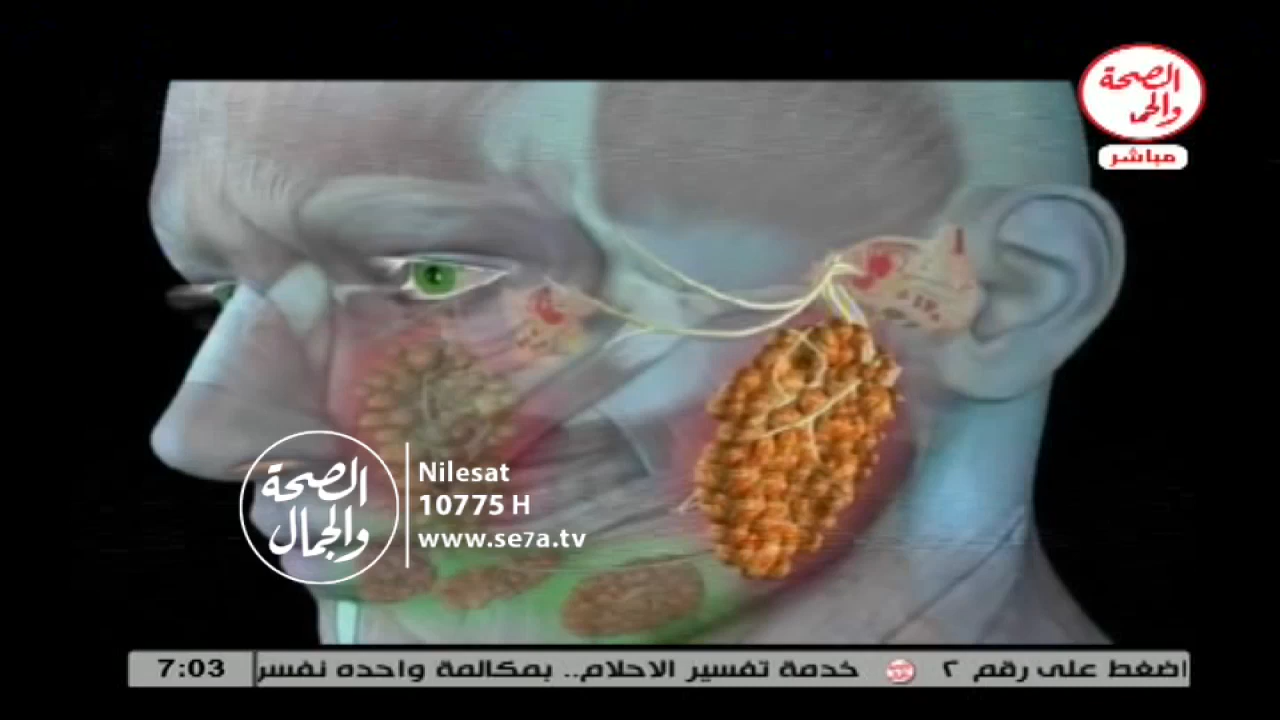 الصحة
والجمـ
مباشر
الصحة
والجمال
Nilesat
10775 H
www.se7a.tv
اضغط على رقم ٢ خدمة تفسير الاحلام.. بمكالمة واحده نفسر
7:03